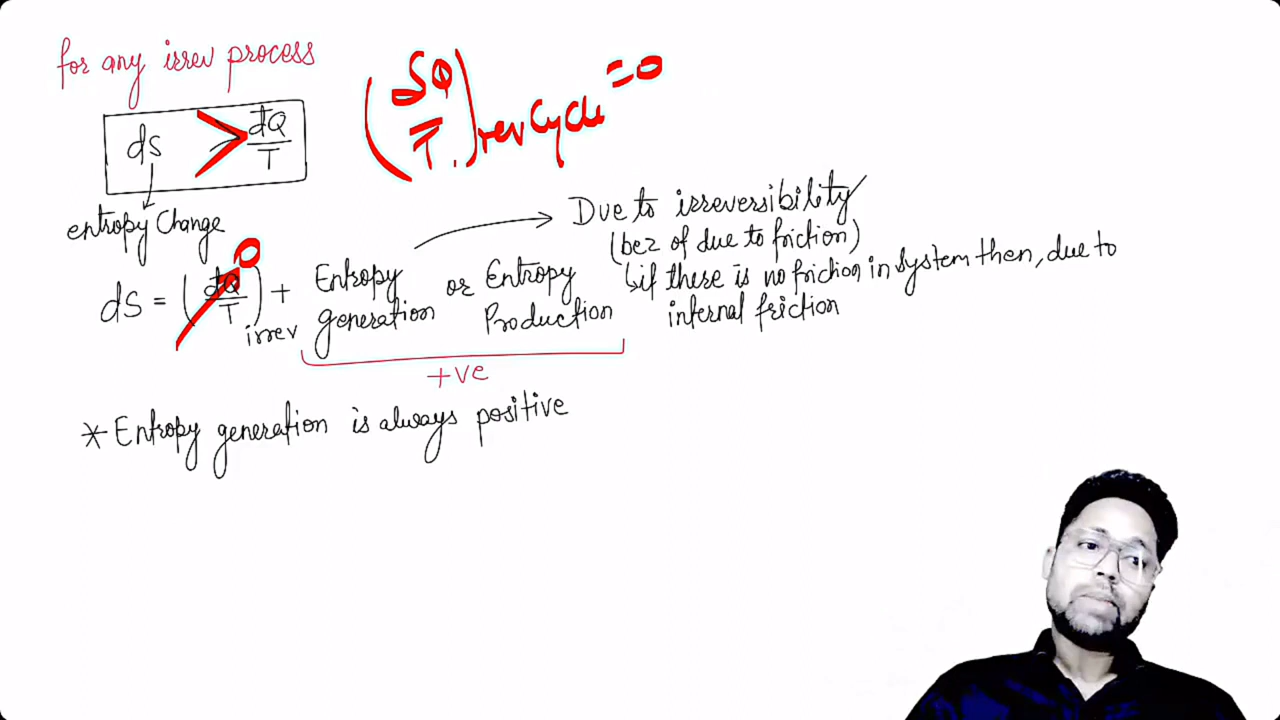 for any irrev process
dS > đQ/T
(δQ/T) rev cycle = 0
entropy Change
dS = (đQ/T)irrev + Entropy generation or Entropy Production
0
Due to irreversibility
(bez of due to friction)
↳if there is no friction in system then, due to
internal friction
+ve
* Entropy generation is always positive